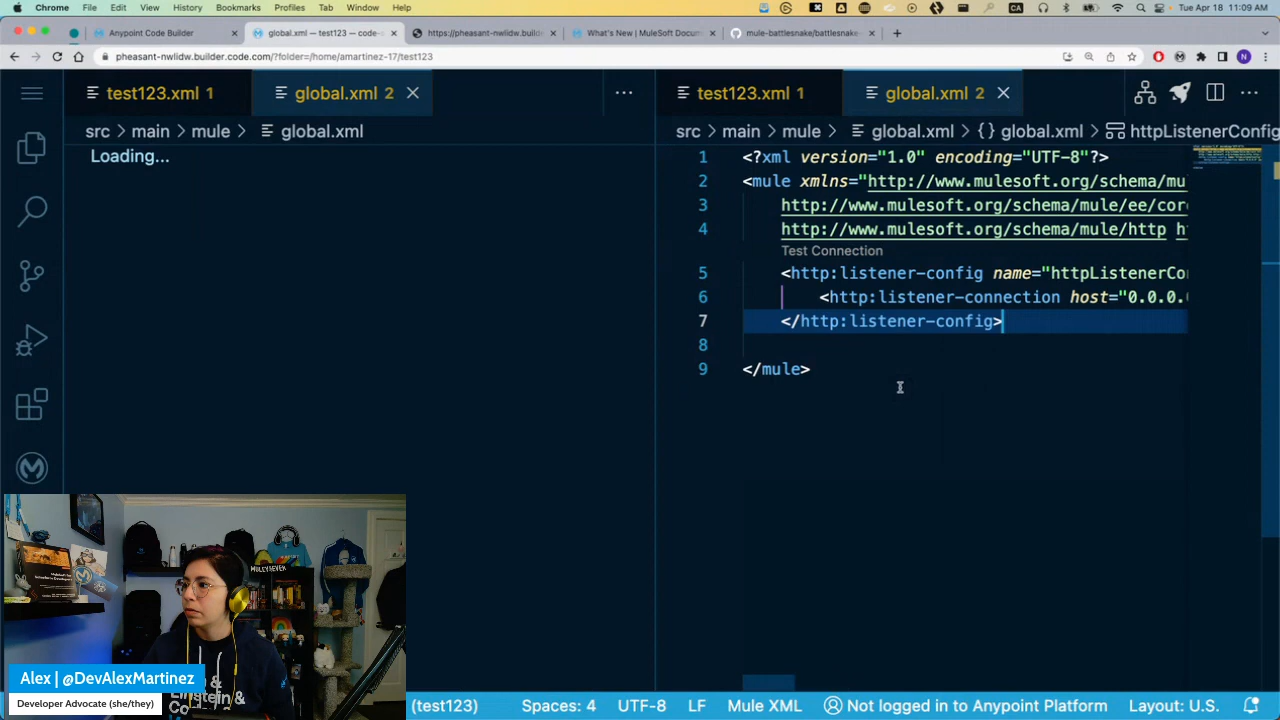 Chrome File Edit View History Bookmarks Profiles Tab Window Help
CA
Tue Apr 18 11:09 AM
Anypoint Code Builder
global.xml — test123 — code-
https://pheasant-nwlidw.build
What's New | MuleSoft Docum
mule-battlesnake/battlesnake-
pheasant-nwlidw.builder.code.com/?folder=/home/amartinez-17/test123
N
test123.xml 1
global.xml 2
src > main > mule > global.xml
Loading...
test123.xml 1
global.xml 2
src > main > mule > global.xml > {} global.xml > httpListenerConfig
1 <?xml version="1.0" encoding="UTF-8"?>
2 <mule xmlns="http://www.mulesoft.org/schema/mu
3 http://www.mulesoft.org/schema/mule/ee/cor
4 http://www.mulesoft.org/schema/mule/http h
Test Connection
5 <http:listener-config name="httpListenerCo
6 <http:listener-connection host="0.0.0.
7 </http:listener-config>
8
9 </mule>
MULEY4EVER
Alex | @DevAlexMartinez
Developer Advocate (she/they)
(test123) Spaces: 4 UTF-8 LF Mule XML Not logged in to Anypoint Platform Layout: U.S.